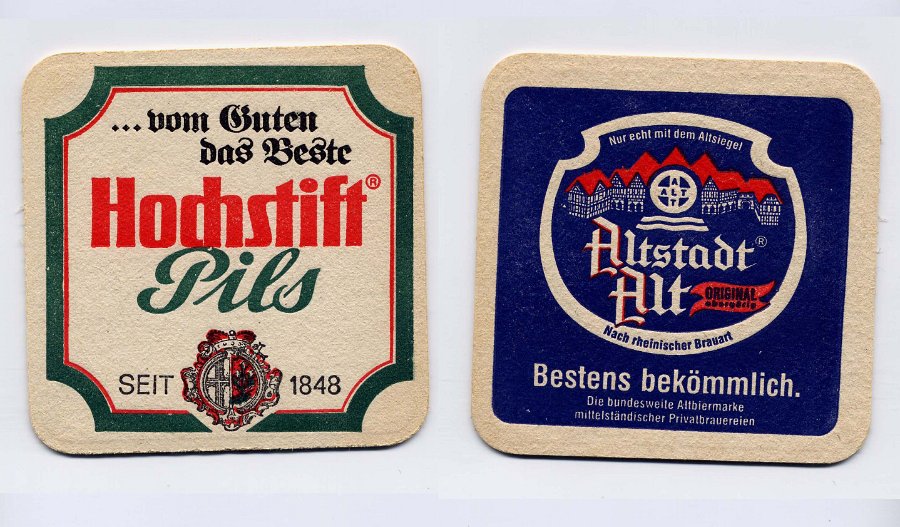 ...vom Guten
das Beste
Hochstift®
Pils
SEIT 1848
Nur echt mit dem Altsiegel
A
ALT
T
Altstadt®
Alt ORIGINAL
obergärig
Nach rheinischer Brauart
Bestens bekömmlich.
Die bundesweite Altbiermarke
mittelständischer Privatbrauereien